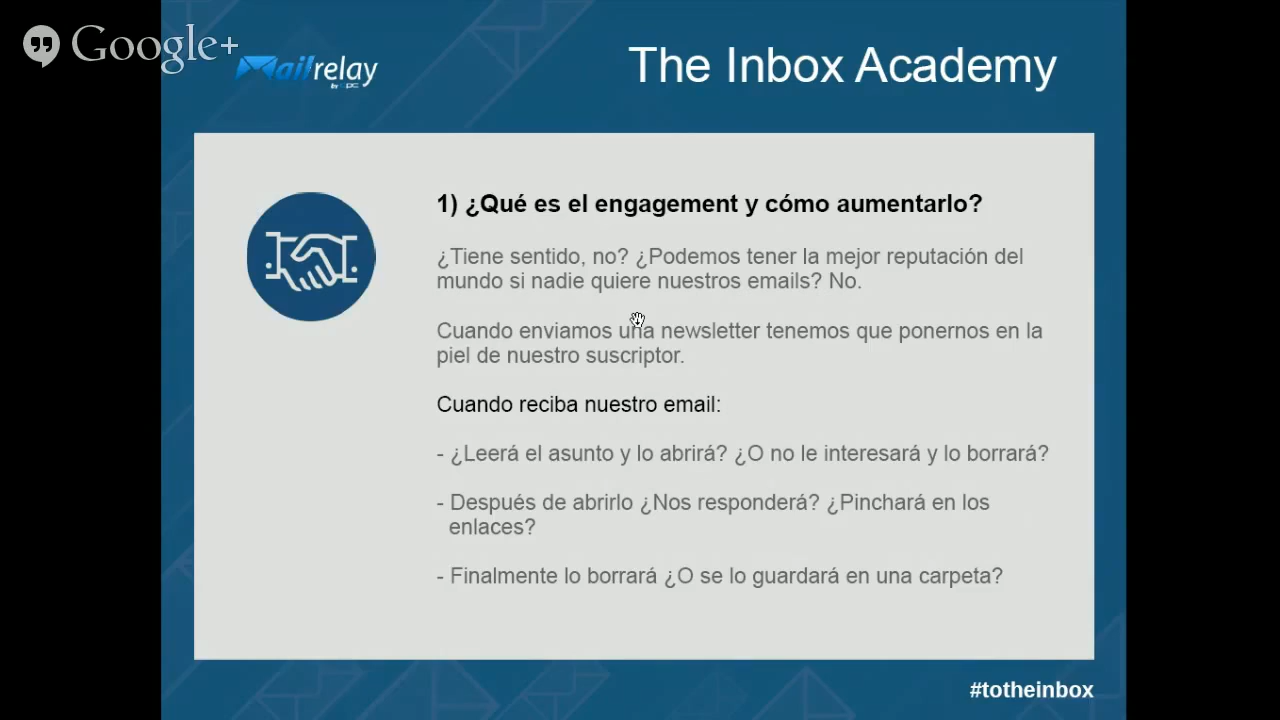 Google+
Mailrelay
The Inbox Academy
1) ¿Qué es el engagement y cómo aumentarlo?
¿Tiene sentido, no? ¿Podemos tener la mejor reputación del
mundo si nadie quiere nuestros emails? No.
Cuando enviamos una newsletter tenemos que ponernos en la
piel de nuestro suscriptor.
Cuando reciba nuestro email:
- ¿Leerá el asunto y lo abrirá? ¿O no le interesará y lo borrará?
- Después de abrirlo ¿Nos responderá? ¿Pinchará en los
enlaces?
- Finalmente lo borrará ¿O se lo guardará en una carpeta?
#totheinbox